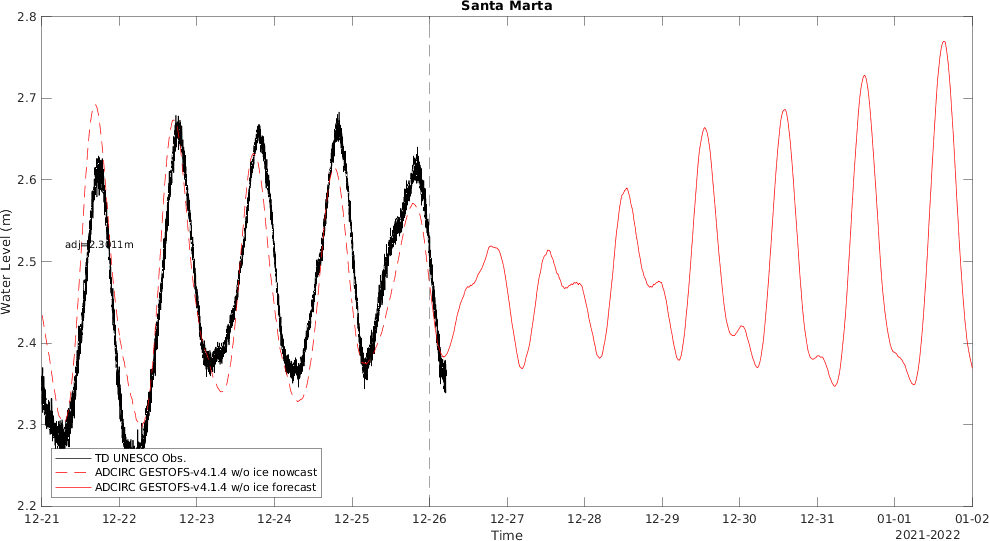 Santa Marta
2.8
2.7
2.6
2.5
2.4
2.3
2.2
Water Level (m)
adj=2.3011m
TD UNESCO Obs.
ADCIRC GESTOFS-v4.1.4 w/o ice nowcast
ADCIRC GESTOFS-v4.1.4 w/o ice forecast
12-21 12-22 12-23 12-24 12-25 12-26 12-27 12-28 12-29 12-30 12-31 01-01 01-02
Time
2021-2022